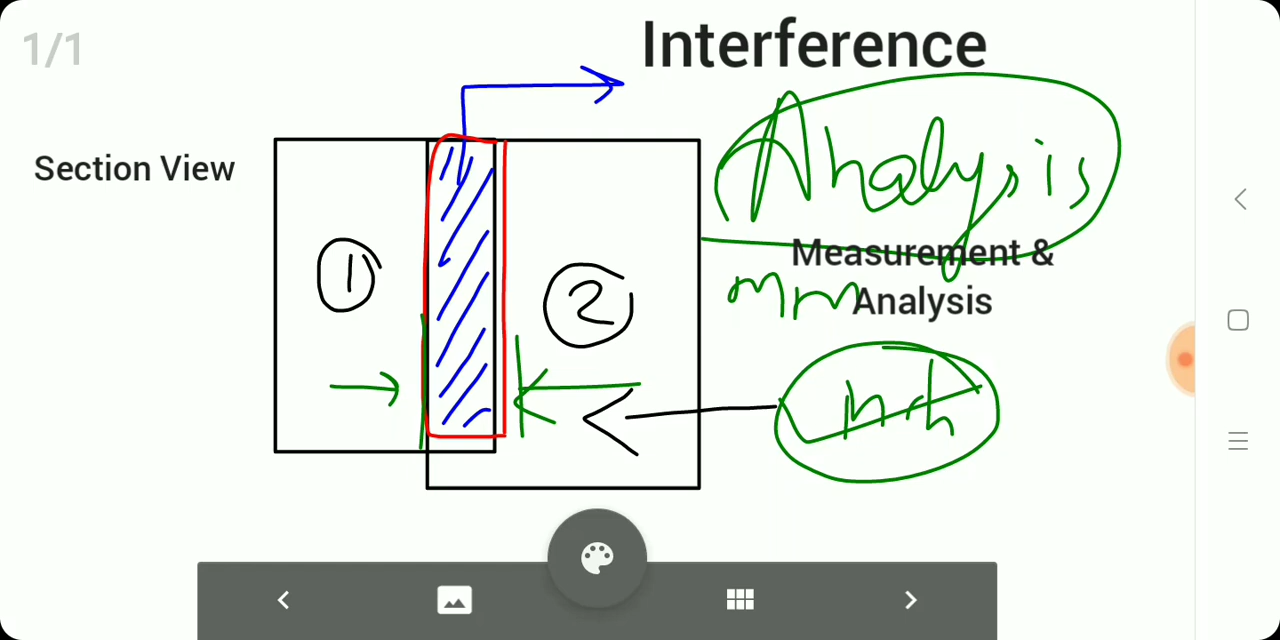 1/1
Interference
Analysis
Section View
Measurement &
mm Analysis
1
2